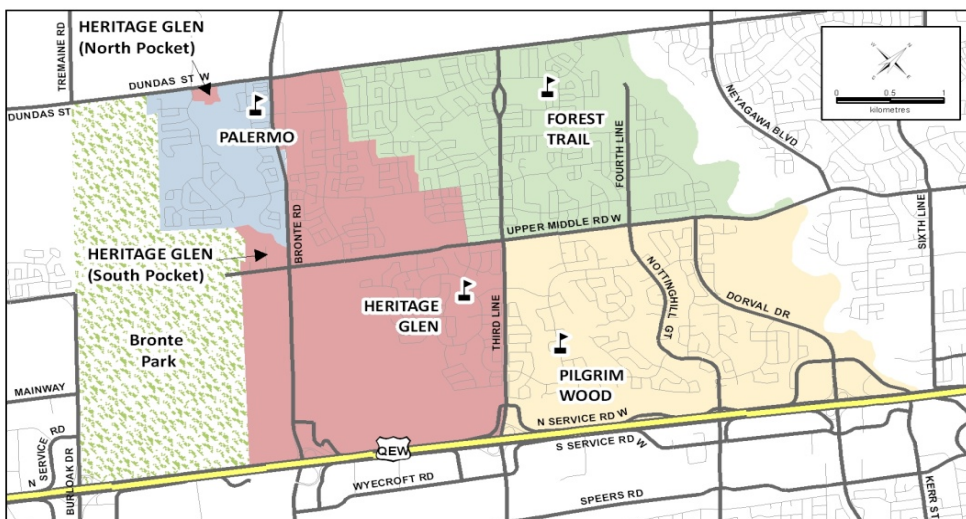 HERITAGE GLEN
(North Pocket)
TREMAINE RD
DUNDAS ST W
DUNDAS ST
PALERMO
FOREST
TRAIL
FOURTH LINE
NEYAGAWA BLVD
0 0.5 1
kilometres
UPPER MIDDLE RD W
SIXTH LINE
BRONTE RD
HERITAGE GLEN
(South Pocket)
HERITAGE
GLEN
THIRD LINE
NOTTINGHILL GT
DORVAL DR
Bronte
Park
PILGRIM
WOOD
MAINWAY
N SERVICE RD
BURLOAK DR
QEW
N SERVICE RD W
S SERVICE RD W
WYECROFT RD
SPEERS RD
KERR ST